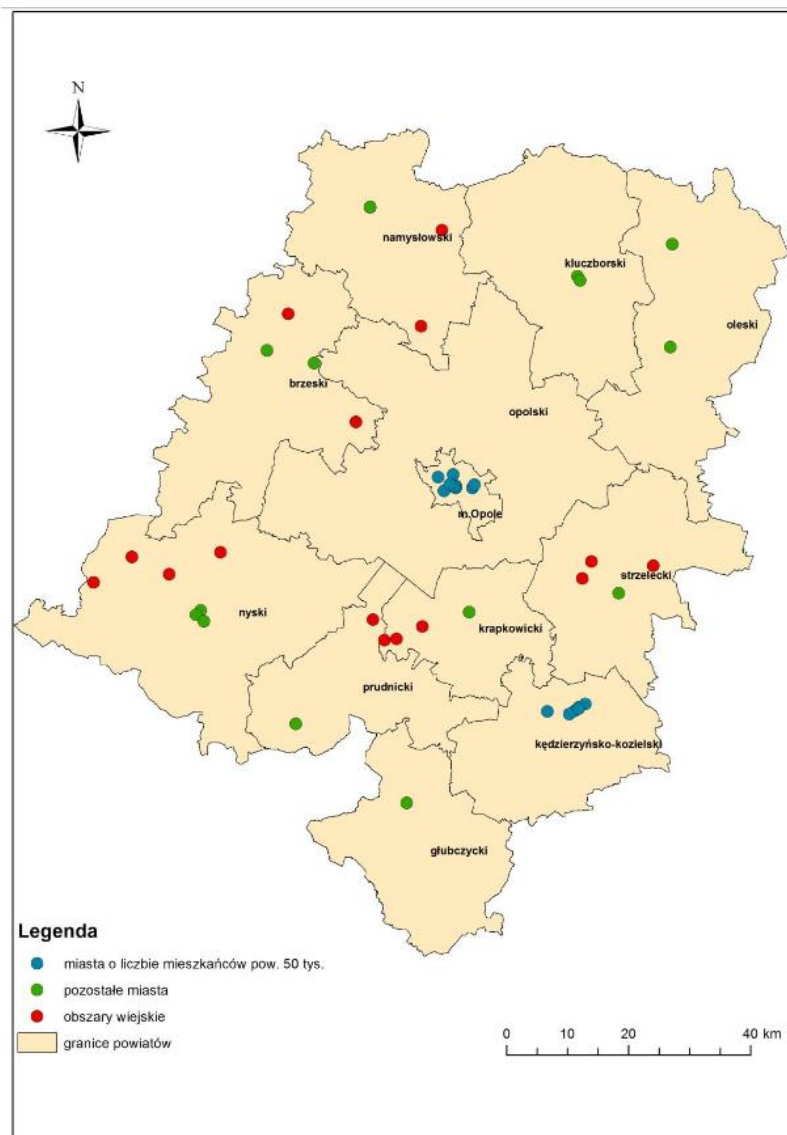 N
namysłowski
kluczborski
oleski
brzeski
opolski
m.Opole
strzelecki
nyski
krapkowicki
prudnicki
kędzierzyńsko-kozielski
głubczycki
Legenda
miasta o liczbie mieszkańców pow. 50 tys.
pozostałe miasta
obszary wiejskie
granice powiatów
0 10 20 40 km